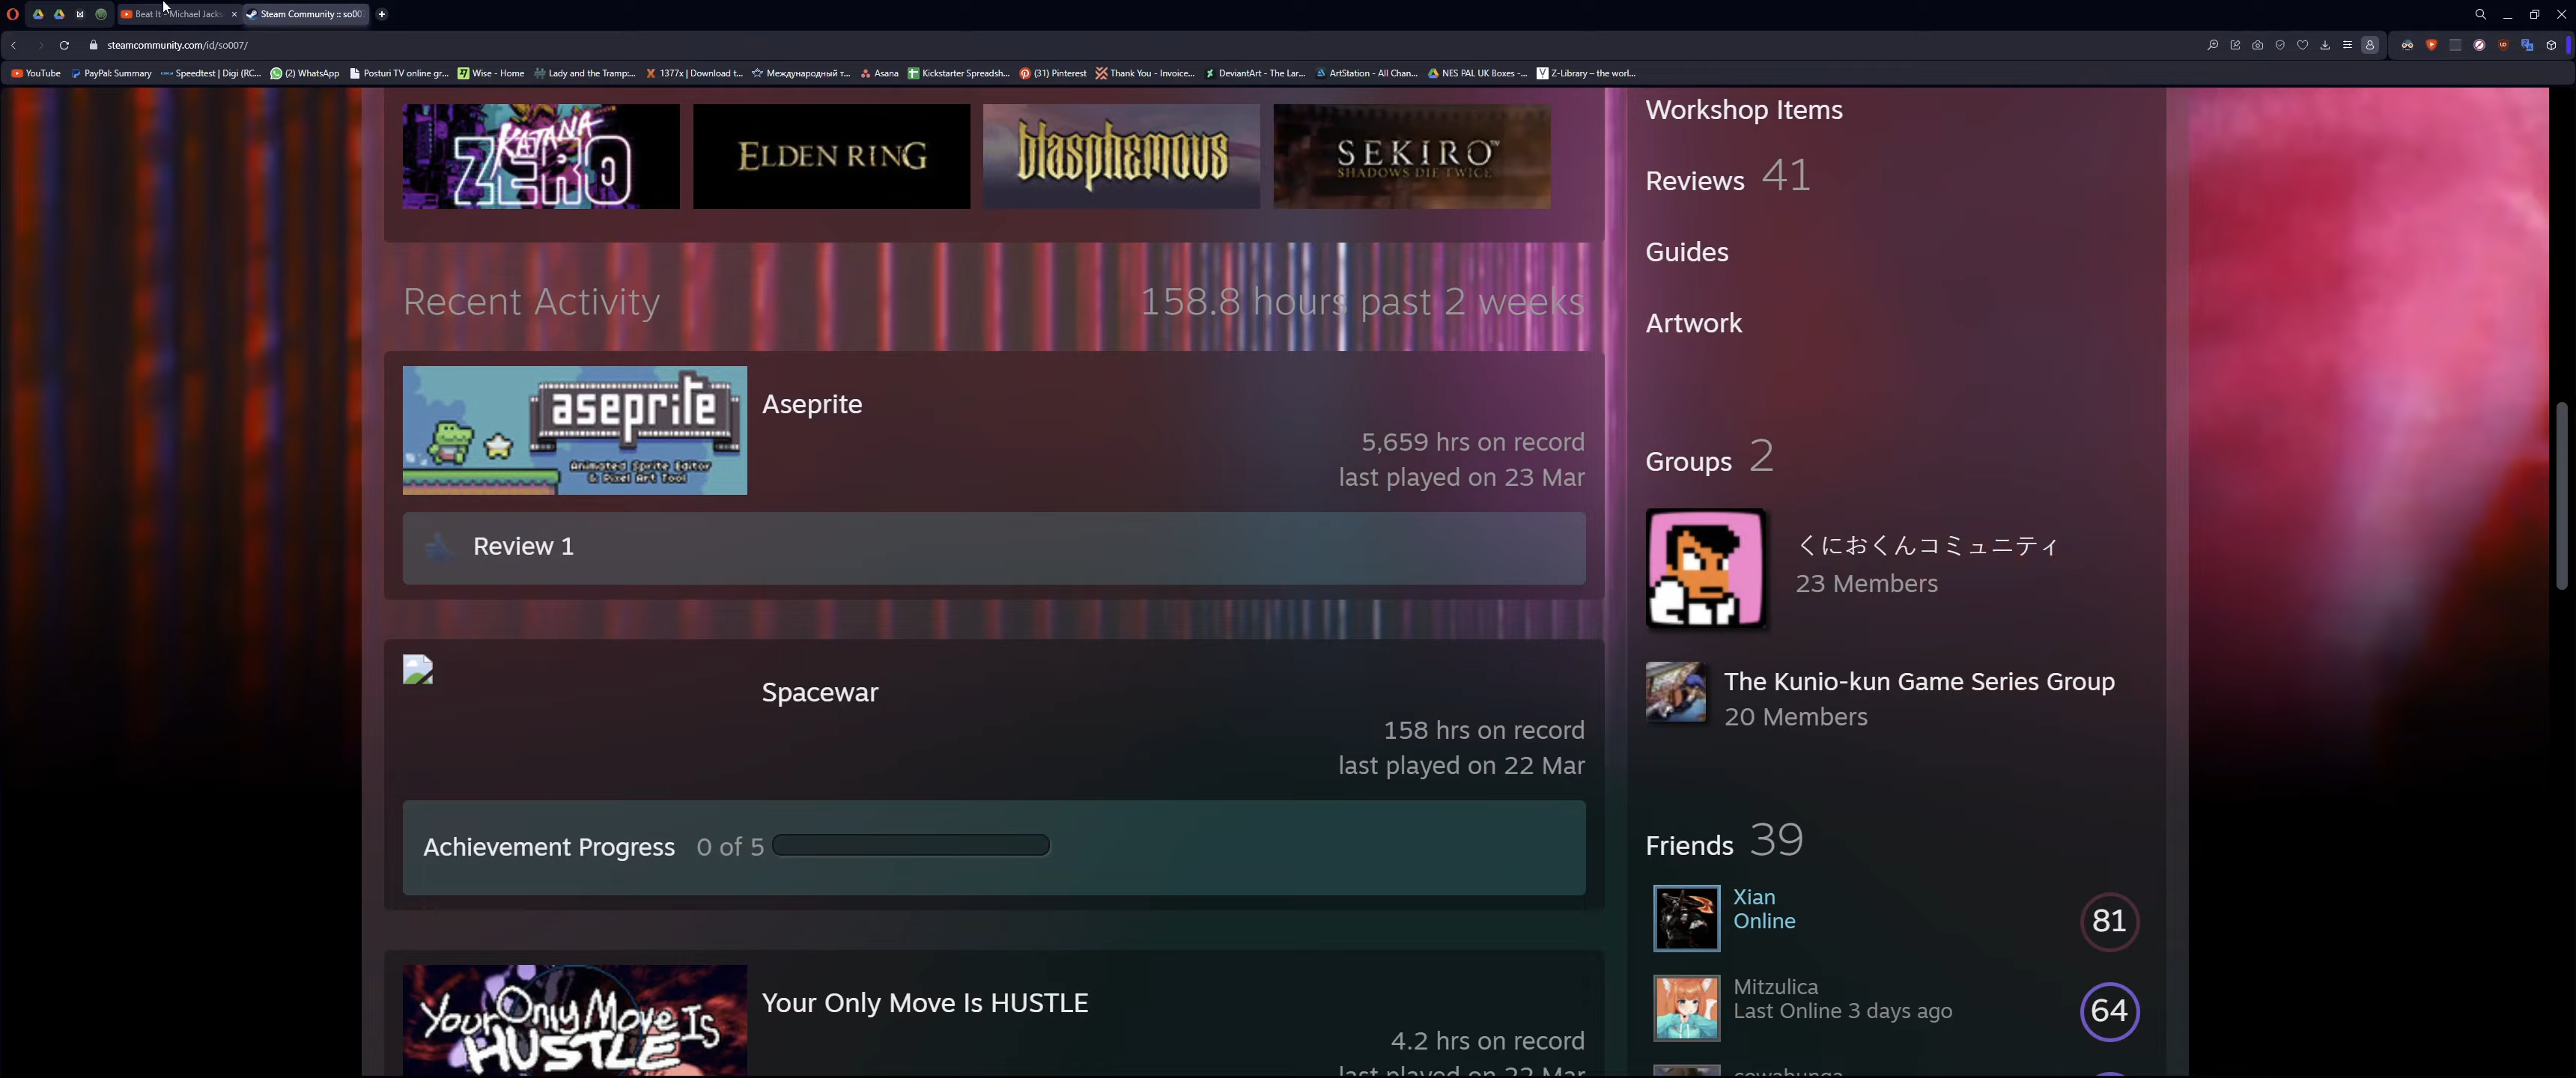 Beat It - Michael Jacks
Steam Community :: so00
steamcommunity.com/id/so007/
YouTube
PayPal: Summary
Speedtest | Digi (RC...
(2) WhatsApp
Posturi TV online gr...
Wise - Home
Lady and the Tramp:...
1377x | Download t...
Международный т...
Asana
Kickstarter Spreadsh...
(31) Pinterest
Thank You - Invoice...
DeviantArt - The Lar...
ArtStation - All Chan...
NES PAL UK Boxes -...
Z-Library – the worl...
KATANA
ZERO
ELDEN RING
blasphemous
SEKIRO™
SHADOWS DIE TWICE
Recent Activity
158.8 hours past 2 weeks
aseprite
Animated Sprite Editor
& Pixel Art Tool
Aseprite
5,659 hrs on record
last played on 23 Mar
Review 1
Spacewar
158 hrs on record
last played on 22 Mar
Achievement Progress 0 of 5
Your Only Move Is
HUSTLE
Your Only Move Is HUSTLE
4.2 hrs on record
last played on 22 Mar
Workshop Items
Reviews 41
Guides
Artwork
Groups 2
くにおくんコミュニティ
23 Members
The Kunio-kun Game Series Group
20 Members
Friends 39
Xian
Online
81
Mitzulica
Last Online 3 days ago
64